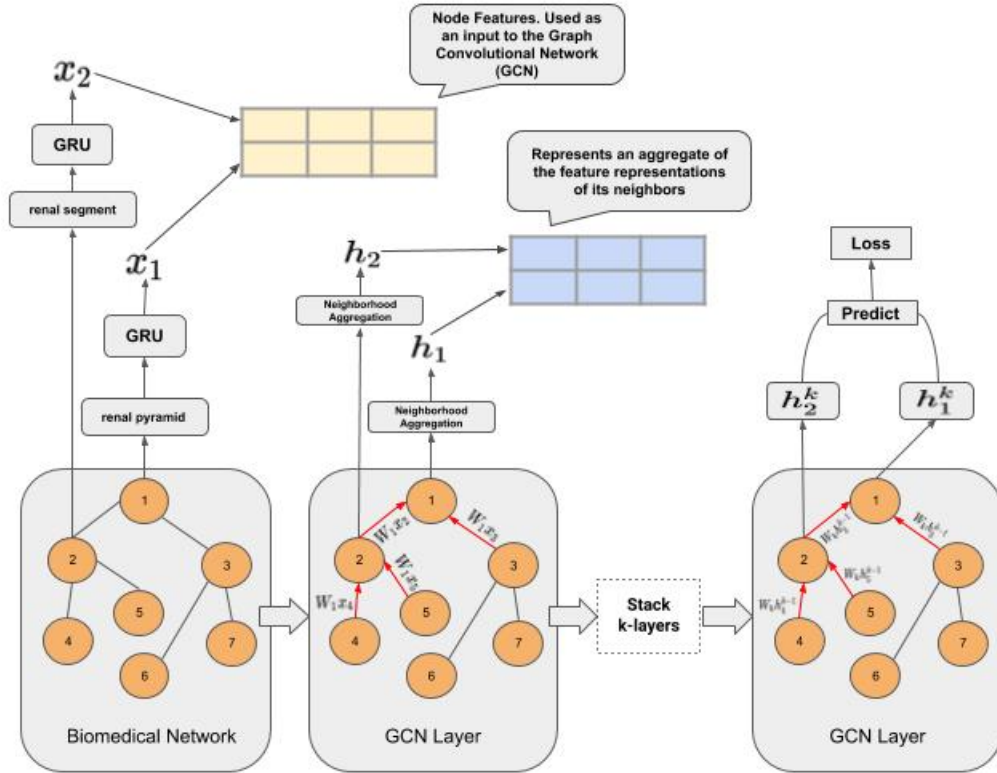 Node Features. Used as
an input to the Graph
Convolutional Network
(GCN)
x₂
GRU
renal segment
x₁
GRU
renal pyramid
1
2
3
4
5
6
7
Biomedical Network
Represents an aggregate of
the feature representations
of its neighbors
h₂
Neighborhood
Aggregation
h₁
Neighborhood
Aggregation
1
W₁x₂
W₁x₃
2
3
W₁x₅
W₁x₄
5
4
7
6
GCN Layer
Stack
k-layers
Loss
Predict
h₂ᵏ
h₁ᵏ
1
2
3
5
4
7
6
GCN Layer